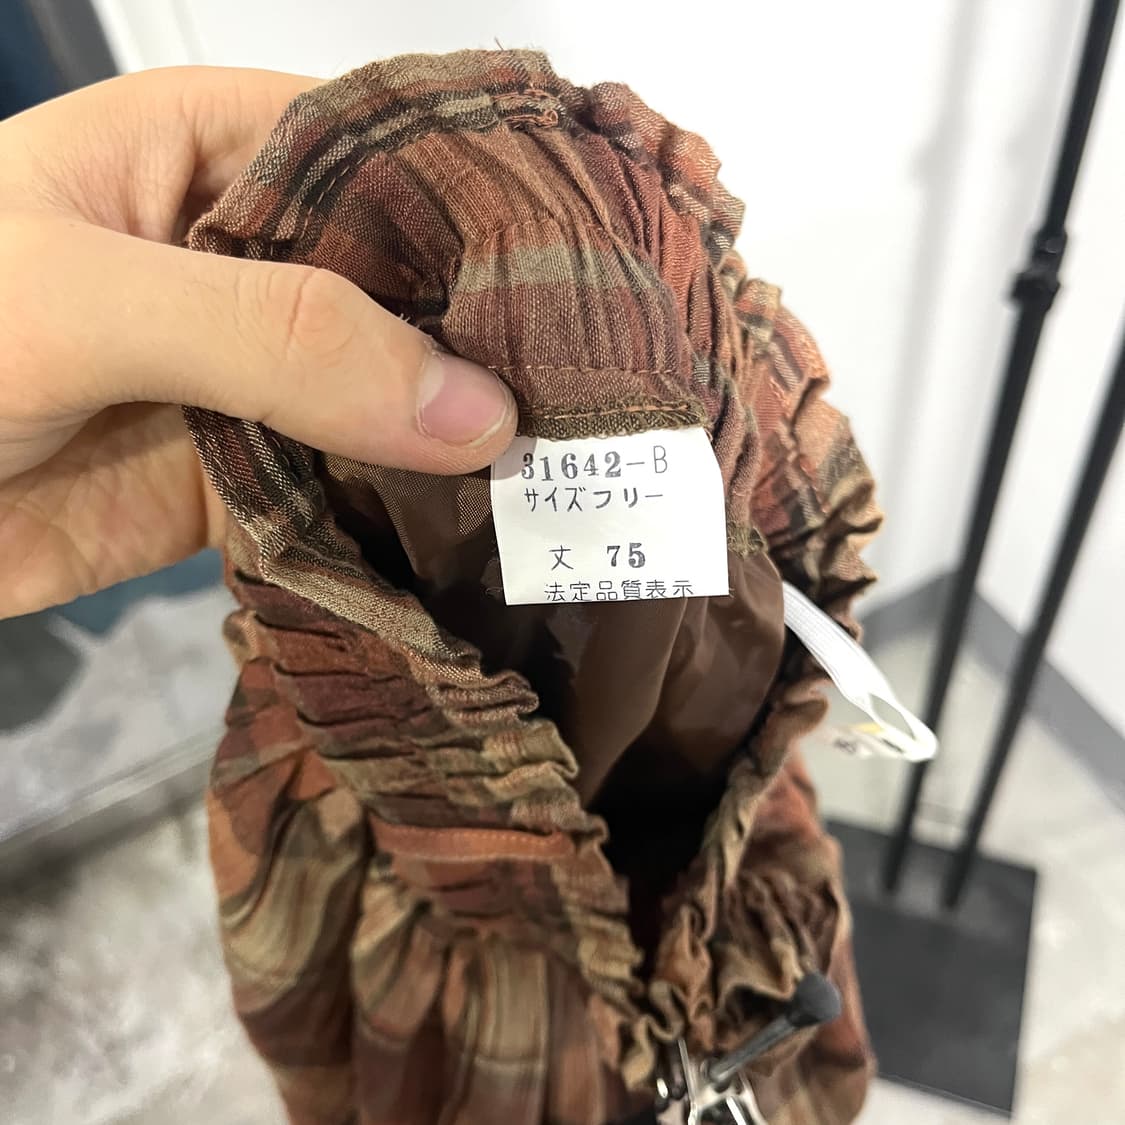 31642-B
サイズフリー
丈 75
法定品質表示